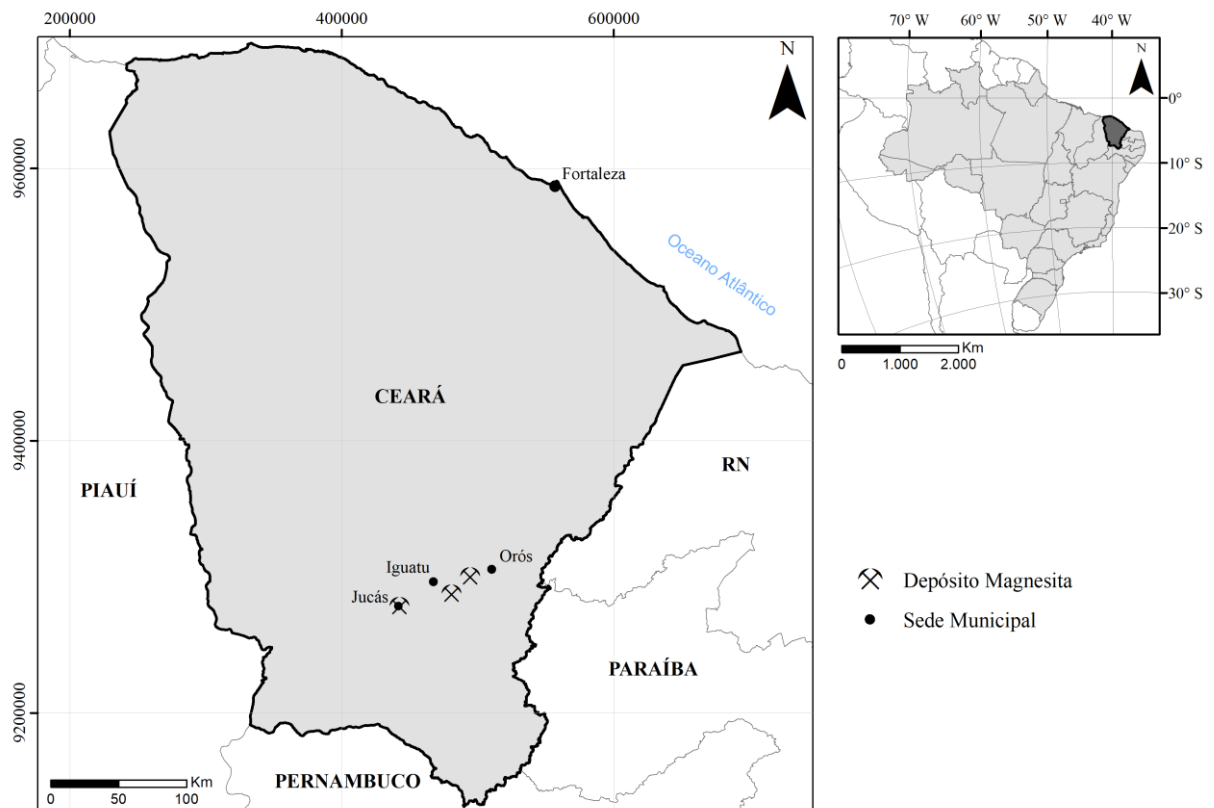 200000
400000
600000
9600000
9400000
9200000
N
Fortaleza
Oceano Atlântico
CEARÁ
PIAUÍ
RN
Orós
Iguatu
Jucás
PARAÍBA
PERNAMBUCO
Km
0 50 100
70° W 60° W 50° W 40° W
N
0°
10° S
20° S
30° S
Km
0 1.000 2.000
Depósito Magnesita
Sede Municipal